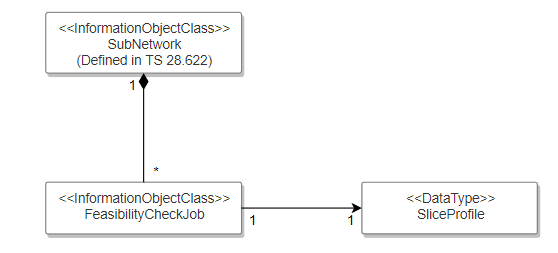 <<InformationObjectClass>>
SubNetwork
(Defined in TS 28.622)
1
*
<<InformationObjectClass>>
FeasibilityCheckJob
1
1
<<DataType>>
SliceProfile